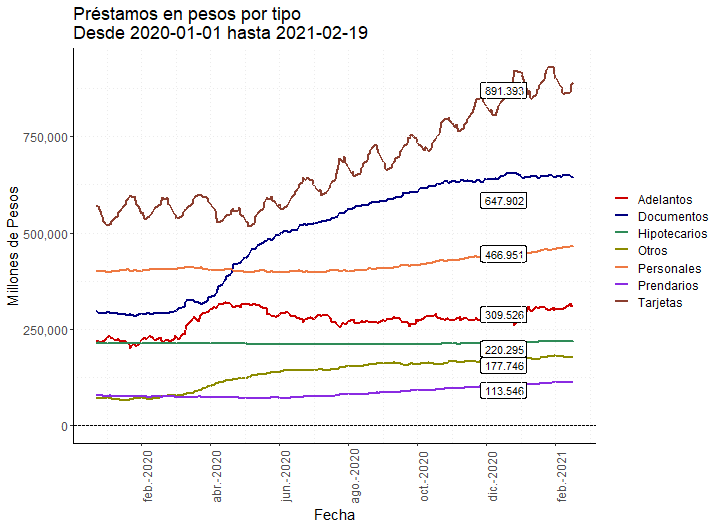 Préstamos en pesos por tipo
Desde 2020-01-01 hasta 2021-02-19
Millones de Pesos
750,000
500,000
250,000
0
891.393
647.902
466.951
309.526
220.295
177.746
113.546
Adelantos
Documentos
Hipotecarios
Otros
Personales
Prendarios
Tarjetas
feb.-2020
abr.-2020
jun.-2020
ago.-2020
oct.-2020
dic.-2020
feb.-2021
Fecha